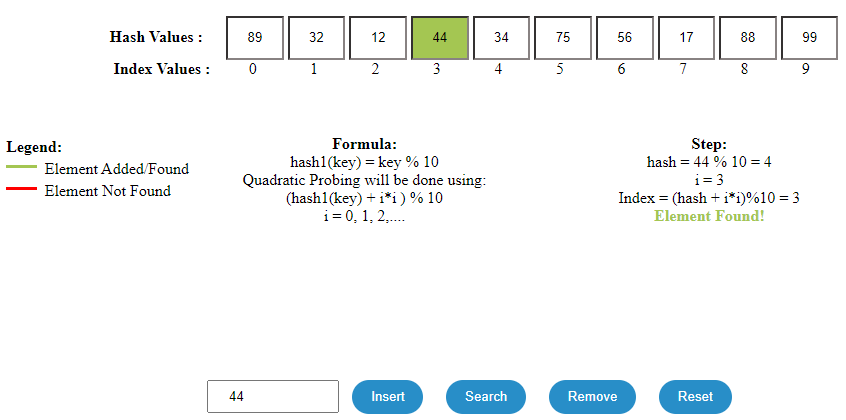 Hash Values : 89 32 12 44 34 75 56 17 88 99
Index Values : 0 1 2 3 4 5 6 7 8 9
Legend:
Element Added/Found
Element Not Found
Formula:
hash1(key) = key % 10
Quadratic Probing will be done using:
(hash1(key) + i*i ) % 10
i = 0, 1, 2,....
Step:
hash = 44 % 10 = 4
i = 3
Index = (hash + i*i)%10 = 3
Element Found!
44 Insert Search Remove Reset